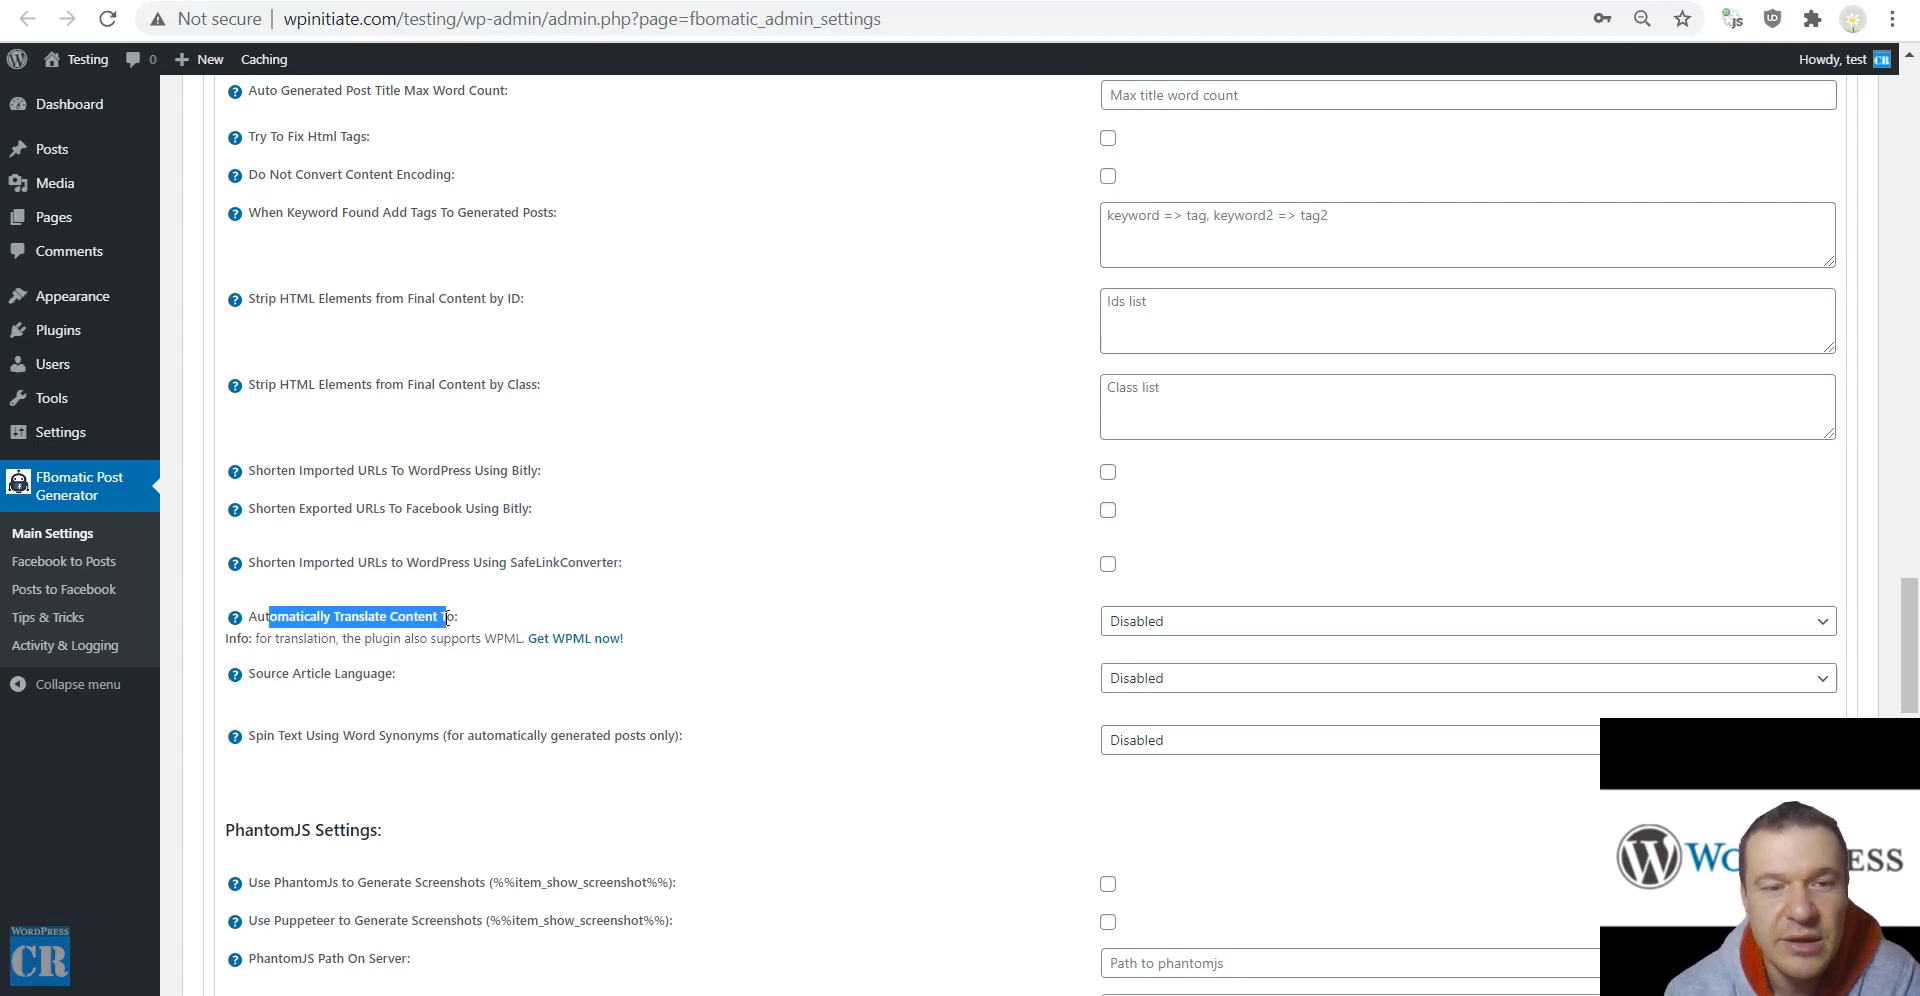 Not secure
wpinitiate.com/testing/wp-admin/admin.php?page=fbomatic_admin_settings
Testing
0
New
Caching
Howdy, test
CR
Dashboard
Posts
Media
Pages
Comments
Appearance
Plugins
Users
Tools
Settings
FBomatic Post
Generator
Main Settings
Facebook to Posts
Posts to Facebook
Tips & Tricks
Activity & Logging
Collapse menu
WORDPRESS
CR
Auto Generated Post Title Max Word Count:
Max title word count
Try To Fix Html Tags:
Do Not Convert Content Encoding:
When Keyword Found Add Tags To Generated Posts:
keyword => tag, keyword2 => tag2
Strip HTML Elements from Final Content by ID:
Ids list
Strip HTML Elements from Final Content by Class:
Class list
Shorten Imported URLs To WordPress Using Bitly:
Shorten Exported URLs To Facebook Using Bitly:
Shorten Imported URLs to WordPress Using SafeLinkConverter:
Automatically Translate Content To:
Disabled
Info: for translation, the plugin also supports WPML. Get WPML now!
Source Article Language:
Disabled
Spin Text Using Word Synonyms (for automatically generated posts only):
Disabled
PhantomJS Settings:
Use PhantomJs to Generate Screenshots (%%item_show_screenshot%%):
Use Puppeteer to Generate Screenshots (%%item_show_screenshot%%):
PhantomJS Path On Server:
Path to phantomjs